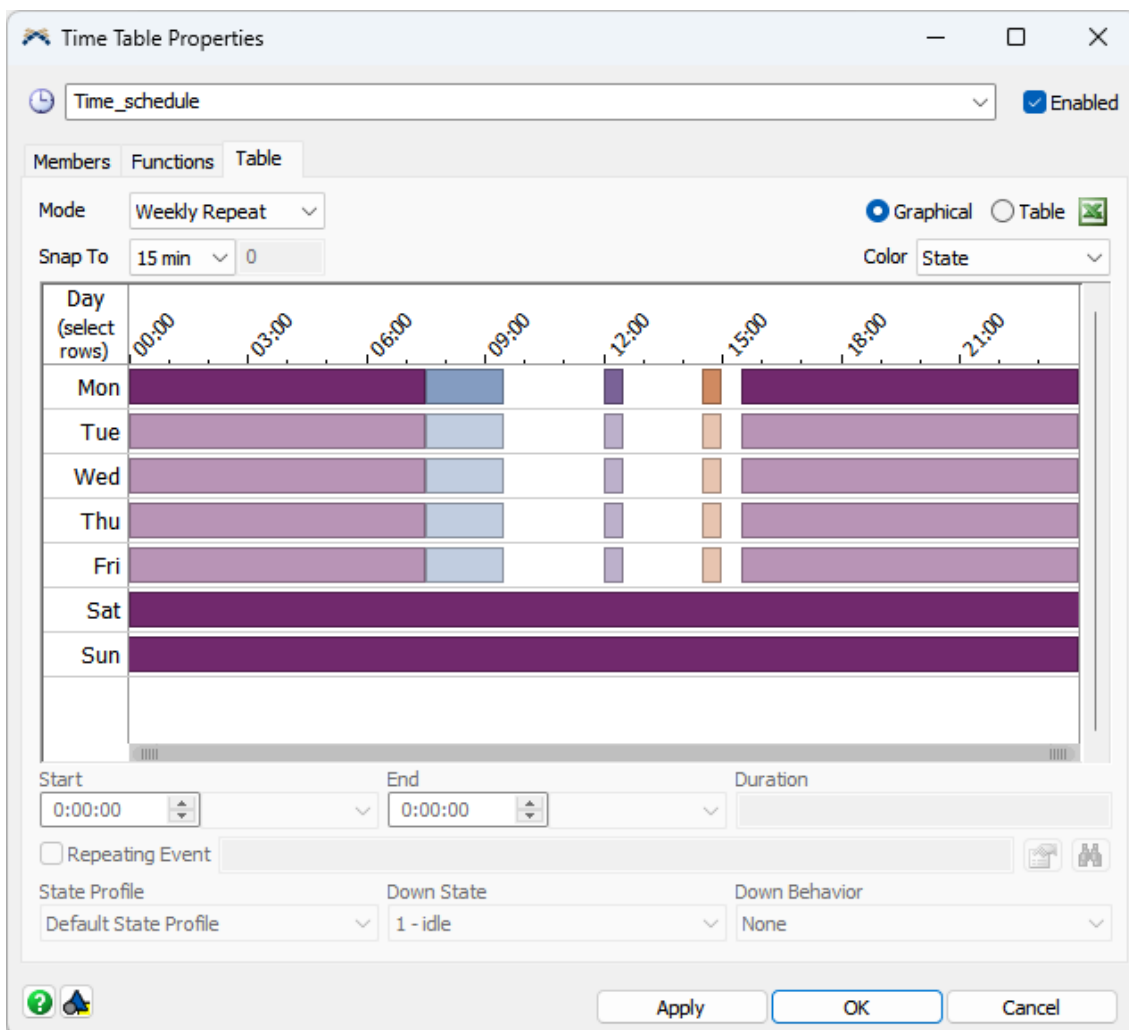 Time Table Properties
Time_schedule
Enabled
Members Functions Table
Mode Weekly Repeat Graphical Table
Snap To 15 min 0 Color State
Day
(select
rows)
00:00 03:00 06:00 09:00 12:00 15:00 18:00 21:00
Mon
Tue
Wed
Thu
Fri
Sat
Sun
Start End Duration
0:00:00 0:00:00
Repeating Event
State Profile Down State Down Behavior
Default State Profile 1 - idle None
Apply OK Cancel